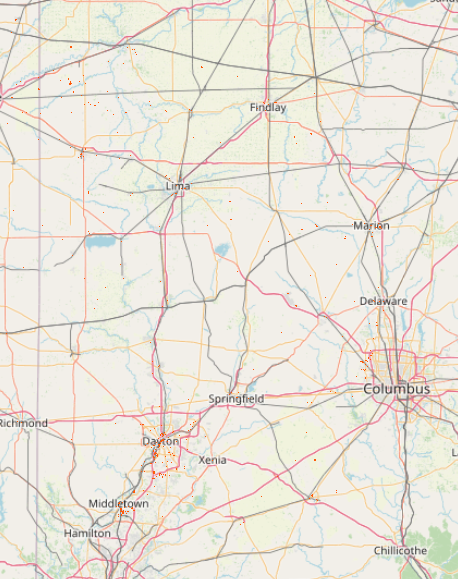 Findlay
Lima
Marion
Delaware
Columbus
Springfield
Richmond
Dayton
Xenia
Middletown
Hamilton
Chillicothe